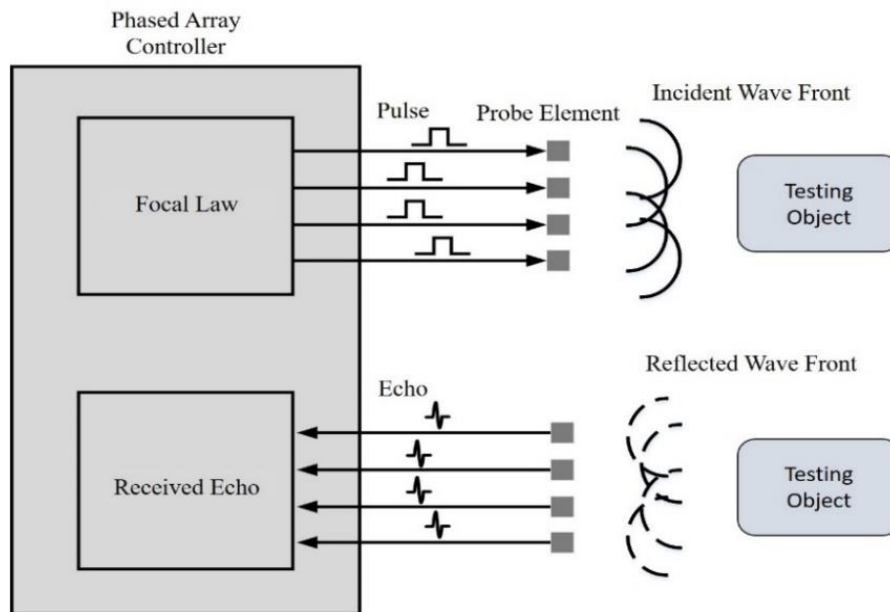 Phased Array
Controller
Pulse
Probe Element
Incident Wave Front
Focal Law
Testing
Object
Reflected Wave Front
Echo
Received Echo
Testing
Object